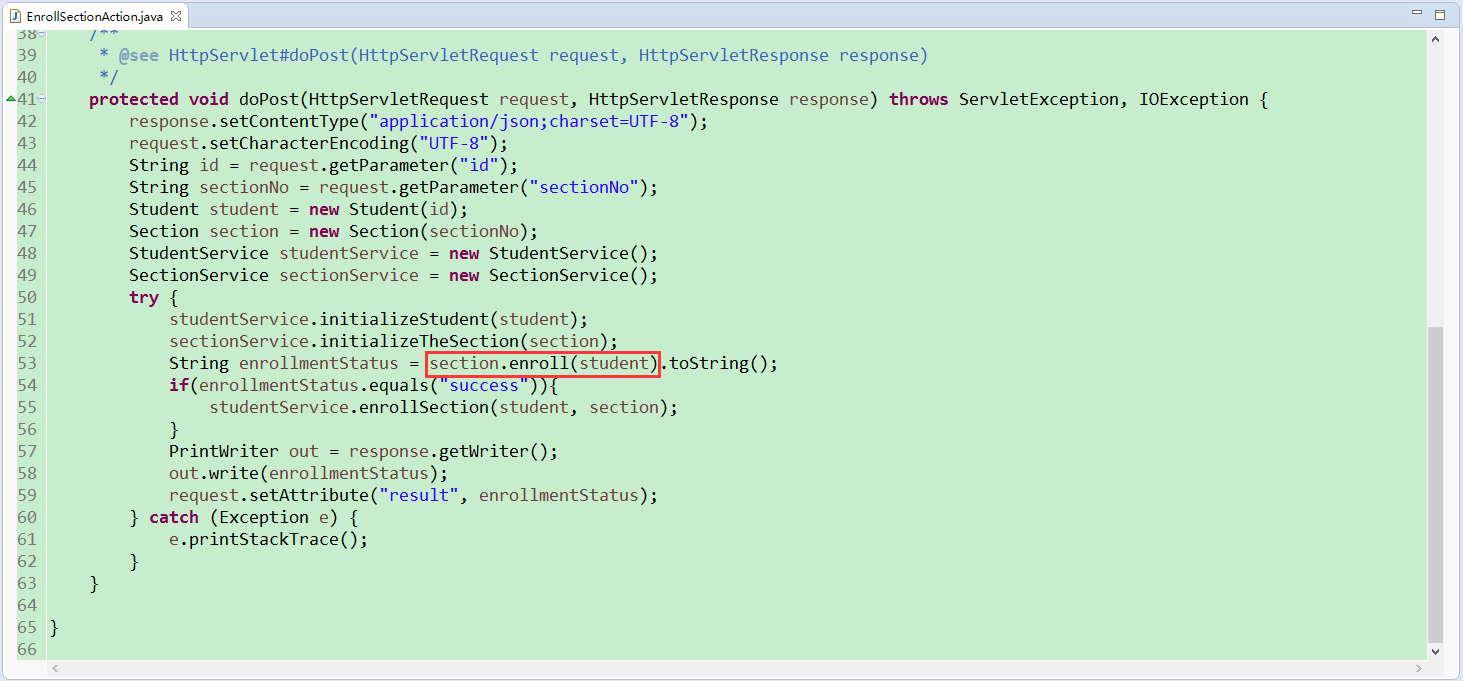 EnrollSectionAction.java
38 /**
39 * @see HttpServlet#doPost(HttpServletRequest request, HttpServletResponse response)
40 */
41 protected void doPost(HttpServletRequest request, HttpServletResponse response) throws ServletException, IOException {
42 response.setContentType("application/json;charset=UTF-8");
43 request.setCharacterEncoding("UTF-8");
44 String id = request.getParameter("id");
45 String sectionNo = request.getParameter("sectionNo");
46 Student student = new Student(id);
47 Section section = new Section(sectionNo);
48 StudentService studentService = new StudentService();
49 SectionService sectionService = new SectionService();
50 try {
51 studentService.initializeStudent(student);
52 sectionService.initializeTheSection(section);
53 String enrollmentStatus = section.enroll(student).toString();
54 if(enrollmentStatus.equals("success")){
55 studentService.enrollSection(student, section);
56 }
57 PrintWriter out = response.getWriter();
58 out.write(enrollmentStatus);
59 request.setAttribute("result", enrollmentStatus);
60 } catch (Exception e) {
61 e.printStackTrace();
62 }
63 }
64
65 }
66